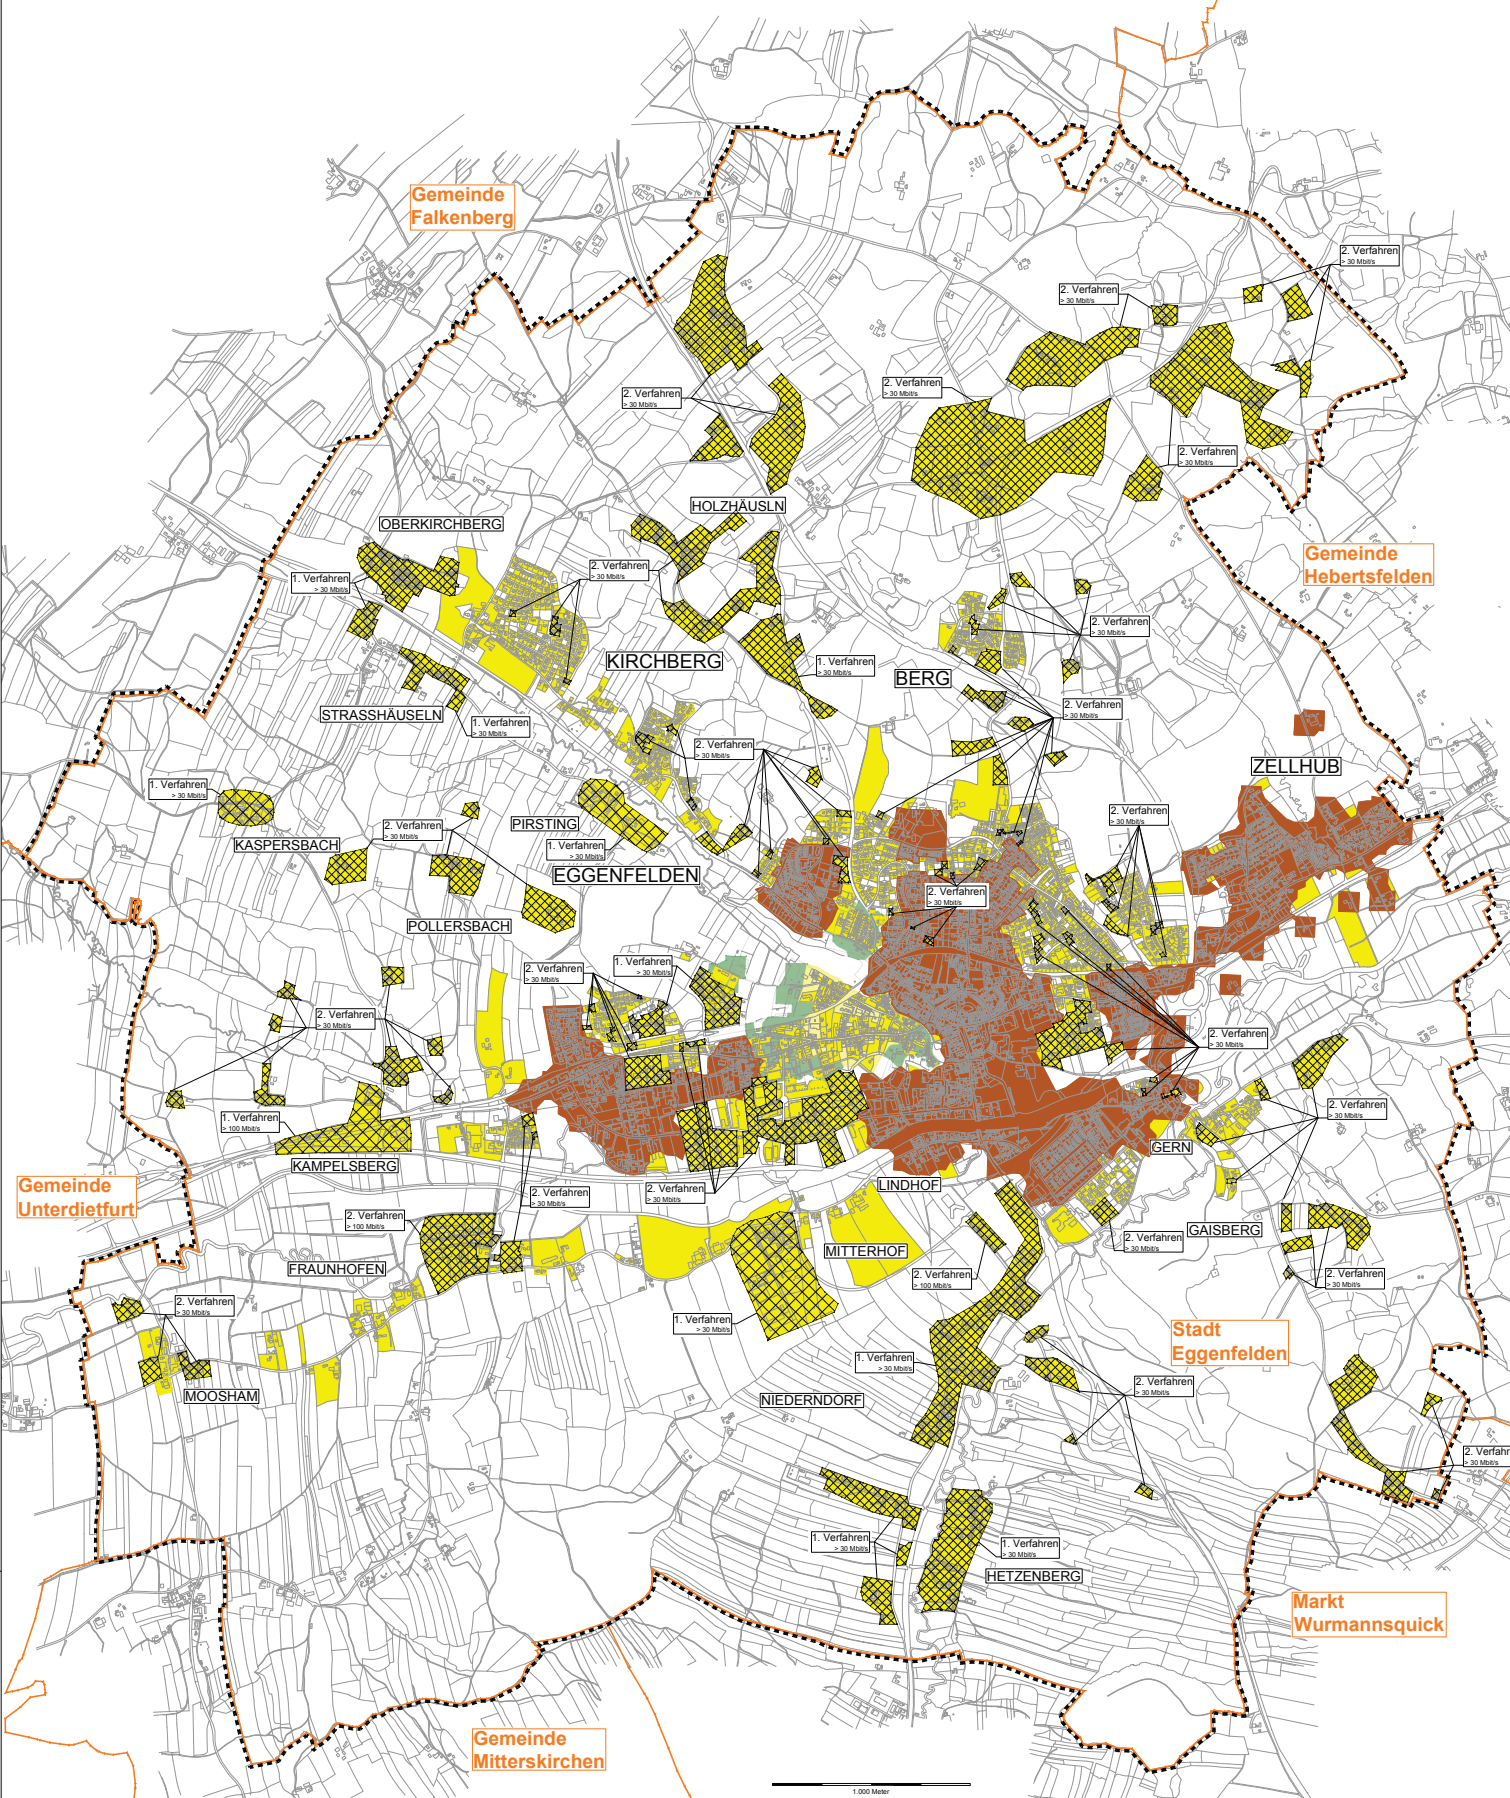 Gemeinde
Falkenberg
2. Verfahren
> 30 Mbit/s
2. Verfahren
> 30 Mbit/s
2. Verfahren
> 30 Mbit/s
2. Verfahren
> 30 Mbit/s
2. Verfahren
> 30 Mbit/s
HOLZHÄUSLN
OBERKIRCHBERG
Gemeinde
Hebertsfelden
1. Verfahren
> 30 Mbit/s
2. Verfahren
> 30 Mbit/s
2. Verfahren
> 30 Mbit/s
KIRCHBERG
1. Verfahren
> 30 Mbit/s
BERG
STRASSHÄUSELN
1. Verfahren
> 30 Mbit/s
2. Verfahren
> 30 Mbit/s
2. Verfahren
> 30 Mbit/s
ZELLHUB
1. Verfahren
> 30 Mbit/s
2. Verfahren
> 30 Mbit/s
PIRSTING
2. Verfahren
> 30 Mbit/s
KASPERSBACH
1. Verfahren
> 30 Mbit/s
EGGENFELDEN
2. Verfahren
> 30 Mbit/s
POLLERSBACH
1. Verfahren
> 30 Mbit/s
2. Verfahren
> 30 Mbit/s
2. Verfahren
> 30 Mbit/s
2. Verfahren
> 30 Mbit/s
1. Verfahren
> 100 Mbit/s
2. Verfahren
> 30 Mbit/s
GERN
KAMPELSBERG
Gemeinde
Unterdietfurt
LINDHOF
2. Verfahren
> 30 Mbit/s
2. Verfahren
> 30 Mbit/s
2. Verfahren
> 100 Mbit/s
GAISBERG
2. Verfahren
> 30 Mbit/s
MITTERHOF
FRAUNHOFEN
2. Verfahren
> 100 Mbit/s
2. Verfahren
> 30 Mbit/s
2. Verfahren
> 30 Mbit/s
1. Verfahren
> 30 Mbit/s
Stadt
Eggenfelden
1. Verfahren
> 30 Mbit/s
MOOSHAM
NIEDERNDORF
2. Verfahren
> 30 Mbit/s
2. Verfahr
> 30 Mbit/s
1. Verfahren
> 30 Mbit/s
1. Verfahren
> 30 Mbit/s
HETZENBERG
Markt
Wurmannsquick
Gemeinde
Mitterskirchen
1.000 Meter